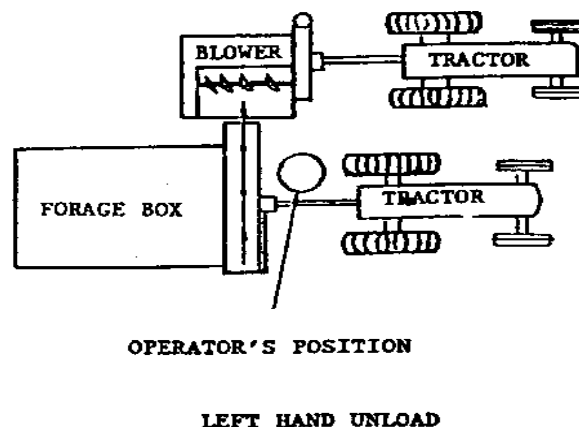 BLOWER
TRACTOR
FORAGE BOX
TRACTOR
OPERATOR'S POSITION
LEFT HAND UNLOAD